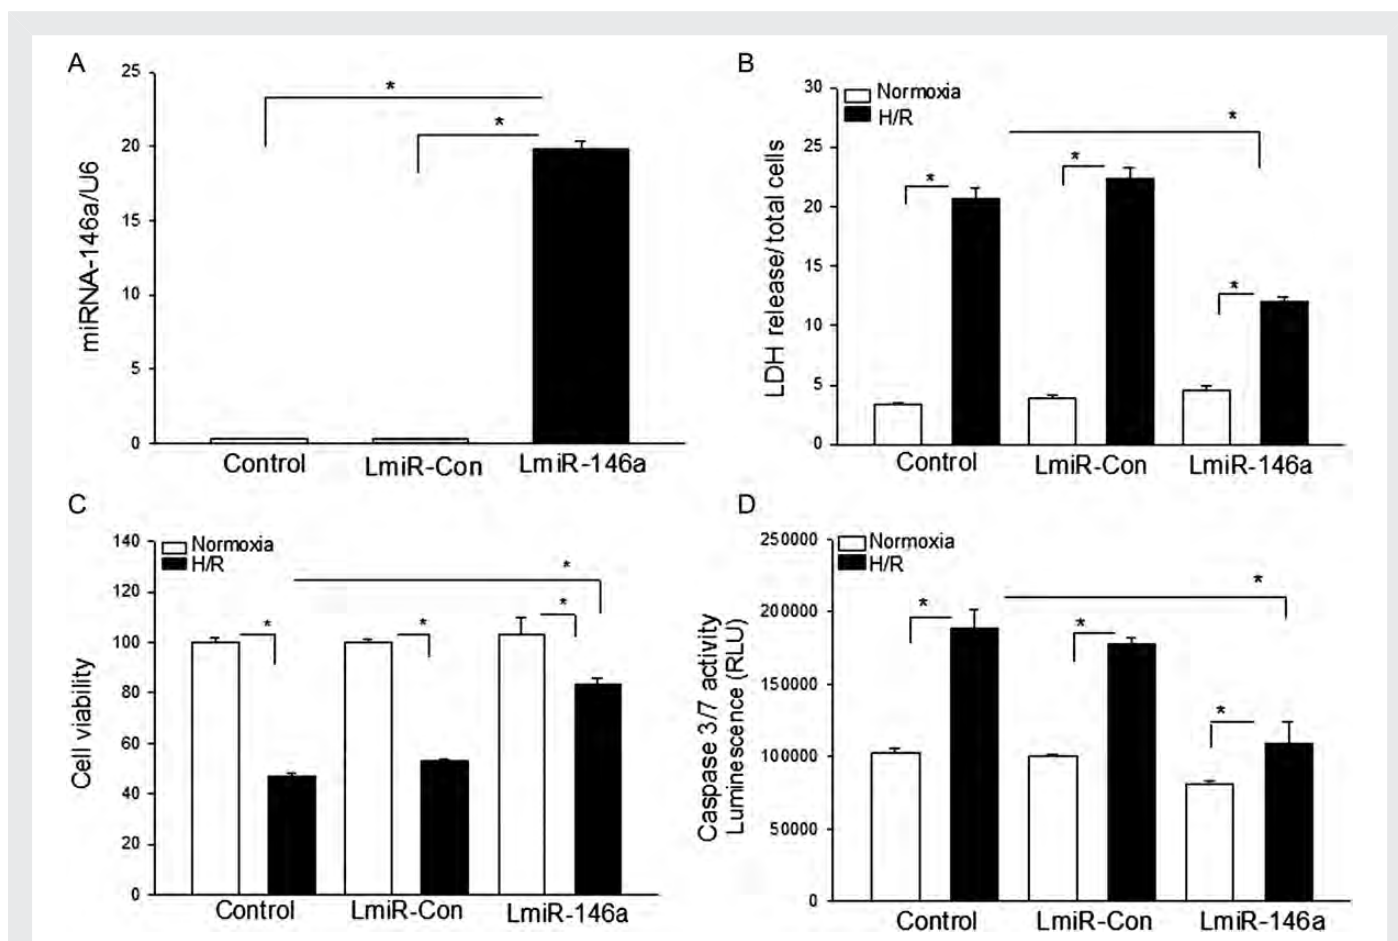 A
25
20
15
10
5
0
miRNA-146a/U6
*
*
Control
LmiR-Con
LmiR-146a
B
30
25
20
15
10
5
0
LDH release/total cells
Normoxia
H/R
*
*
*
*
Control
LmiR-Con
LmiR-146a
C
140
120
100
80
60
40
20
0
Cell viability
Normoxia
H/R
*
*
*
*
Control
LmiR-Con
LmiR-146a
D
250000
200000
150000
100000
50000
0
Caspase 3/7 activity
Luminescence (RLU)
Normoxia
H/R
*
*
*
*
Control
LmiR-Con
LmiR-146a